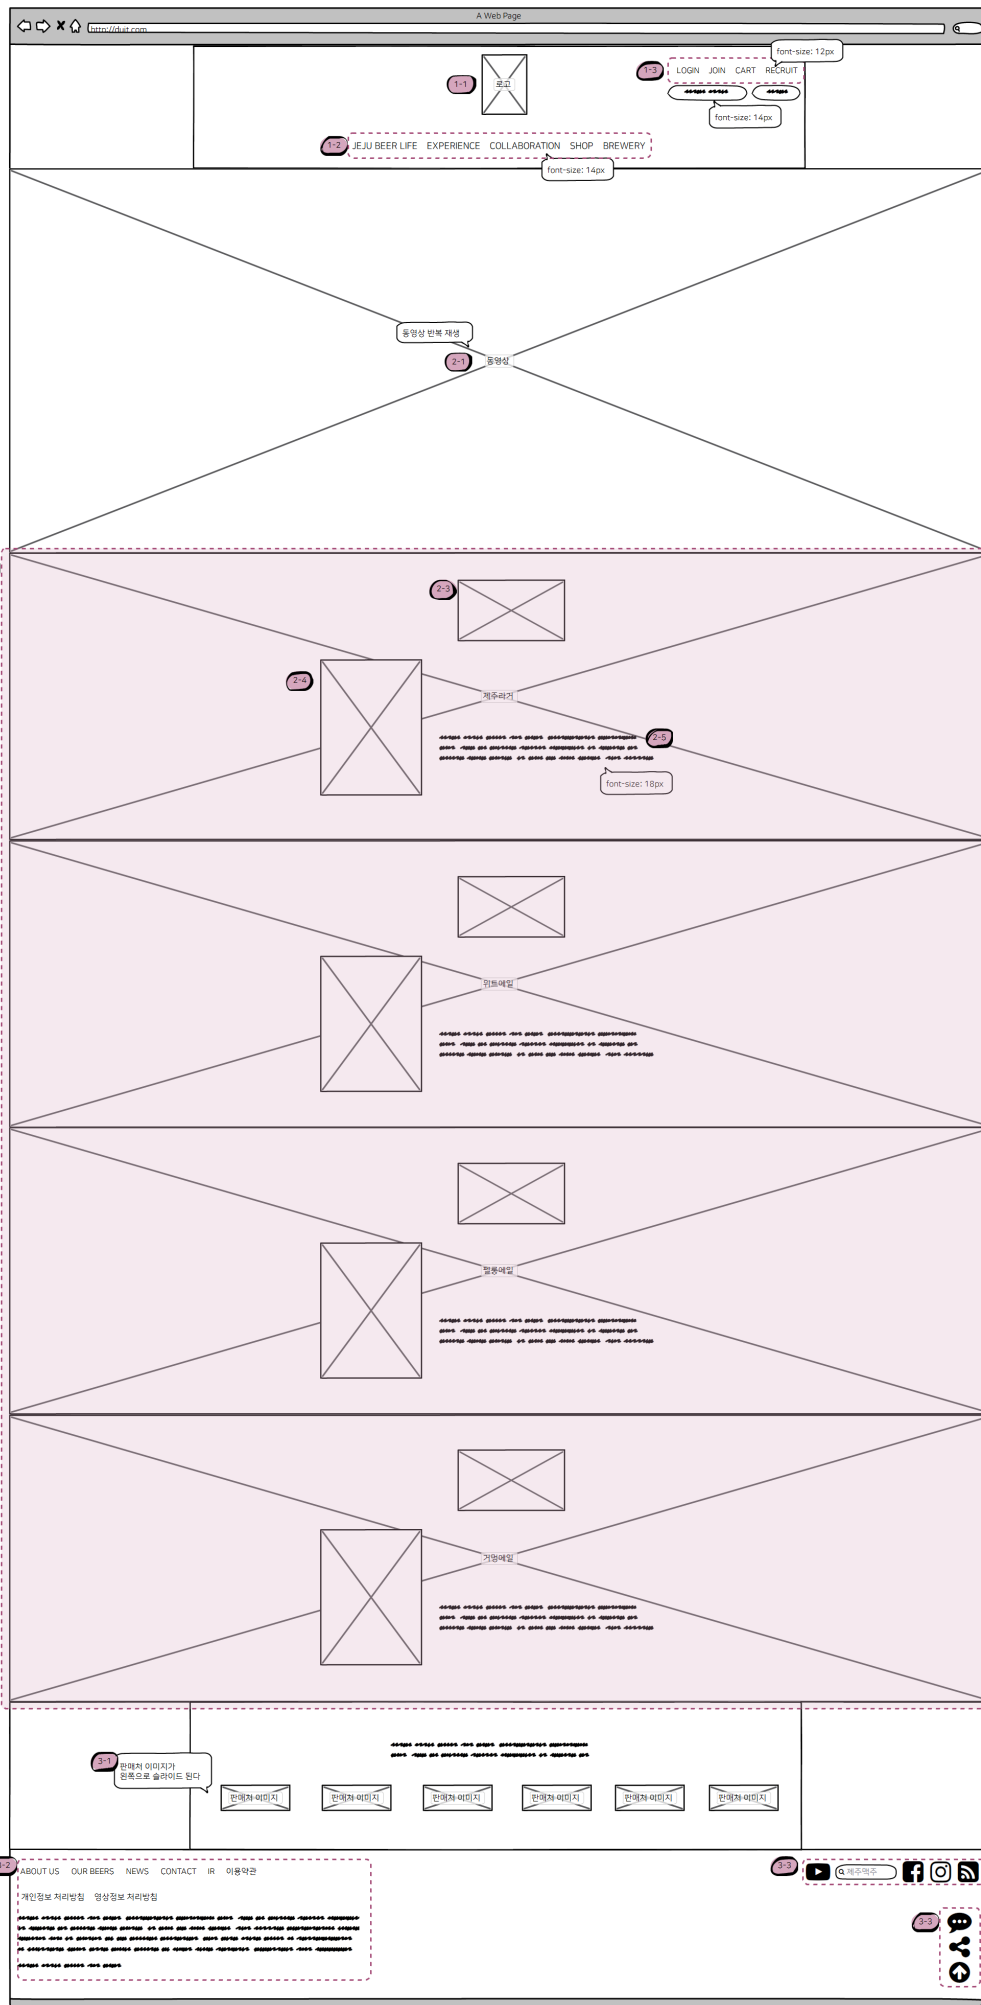 A Web Page
http://duit.com
font-size: 12px
1-1
로고
1-3
LOGIN JOIN CART RECRUIT
font-size: 14px
1-2
JEJU BEER LIFE EXPERIENCE COLLABORATION SHOP BREWERY
font-size: 14px
동영상 반복 재생
2-1
동영상
2-3
2-4
제주라거
2-5
font-size: 18px
위트에일
펠롱에일
거멍에일
3-1
판매처 이미지가
왼쪽으로 슬라이드 된다
판매처 이미지 판매처 이미지 판매처 이미지 판매처 이미지 판매처 이미지 판매처 이미지
-2
ABOUT US OUR BEERS NEWS CONTACT IR 이용약관
개인정보 처리방침 영상정보 처리방침
3-3
제주맥주
3-3